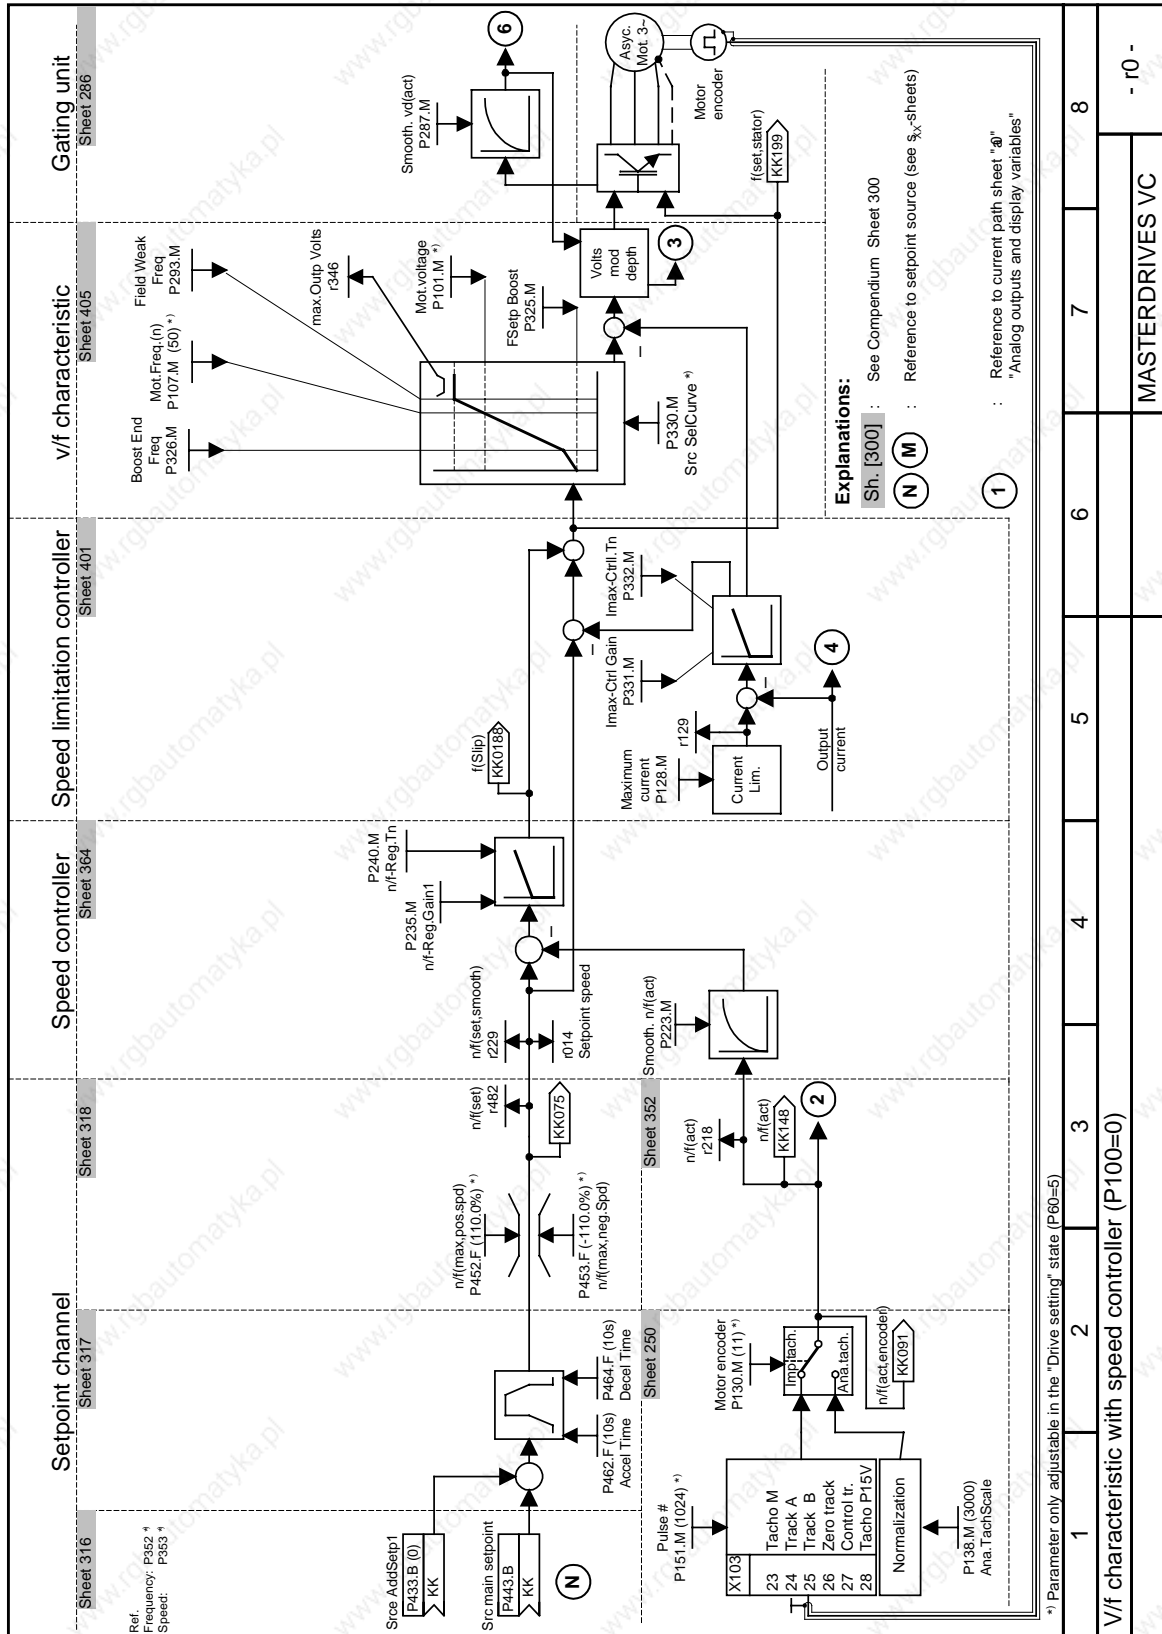 Setpoint channel
Speed controller
Speed limitation controller
v/f characteristic
Gating unit
Sheet 316
Sheet 317
Sheet 318
Sheet 364
Sheet 401
Sheet 405
Sheet 286
Ref.
Frequency: P352 *)
Speed: P353 *)
Srce AddSetp1
P433.B (0)
KK
Src main setpoint
P443.B
KK
N
P462.F (10s)
Accel Time
P464.F (10s)
Decel Time
n/f(max,pos.spd)
P452.F (110.0%) *)
P453.F (-110.0%) *)
n/f(max,neg.Spd)
n/f(set)
r482
KK075
n/f(set,smooth)
r229
r014
Setpoint speed
P235.M
n/f-Reg.Gain1
P240.M
n/f-Reg.Tn
–
f(Slip)
KK0188
Boost End
Freq
P326.M
Mot.Freq.(n)
P107.M (50) *)
Field Weak
Freq
P293.M
max.Outp Volts
r346
Mot.voltage
P101.M *)
FSetp Boost
P325.M
P330.M
Src SelCurve *)
–
Volts
mod
depth
3
Smooth. vd(act)
P287.M
6
Asyc.
Mot. 3~
Motor
encoder
f(set,stator)
KK199
–
Imax-Ctrl Gain
P331.M
Imax-Ctrll.Tn
P332.M
Maximum
current
P128.M
r129
Current
Lim.
–
Output
current
4
Sheet 250
Sheet 352
Pulse #
P151.M (1024) *)
X103
23 Tacho M
24 Track A
25 Track B
26 Zero track
27 Control tr.
28 Tacho P15V
Normalization
P138.M (3000)
Ana.TachScale
Motor encoder
P130.M (11) *)
Imp.tach.
Ana.tach.
n/f(act,encoder)
KK091
n/f(act)
r218
n/f(act)
KK148
2
Smooth. n/f(act)
P223.M
Explanations:
Sh. [300] : See Compendium Sheet 300
N M : Reference to setpoint source (see sxx-sheets)
1 : Reference to current path sheet "a0"
"Analog outputs and display variables"
*) Parameter only adjustable in the "Drive setting" state (P60=5)
1 2 3 4 5 6 7 8
V/f characteristic with speed controller (P100=0)
MASTERDRIVES VC
- r0 -
www.rgbautomatyka.pl